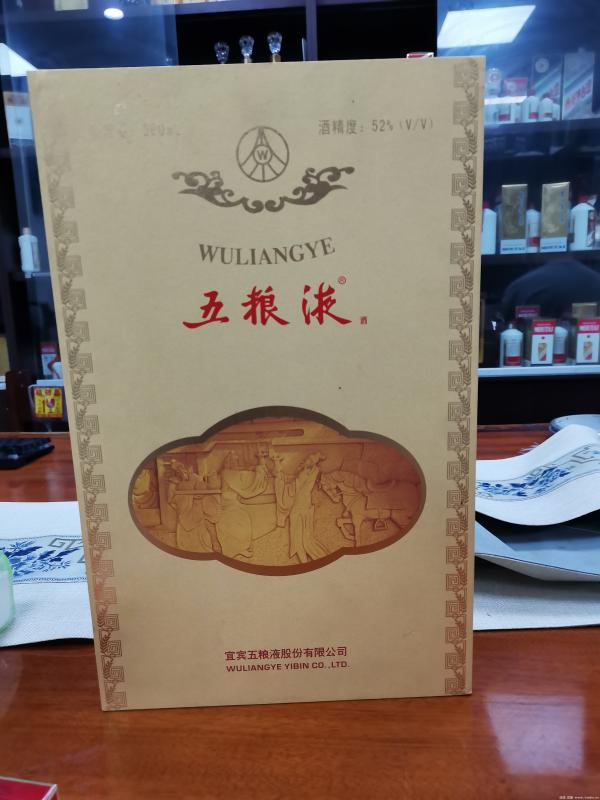 酒精度：52%（V/V）
W
WULIANGYE
五粮液®
酒
宜宾五粮液股份有限公司
WULIANGYE YIBIN CO.,LTD.